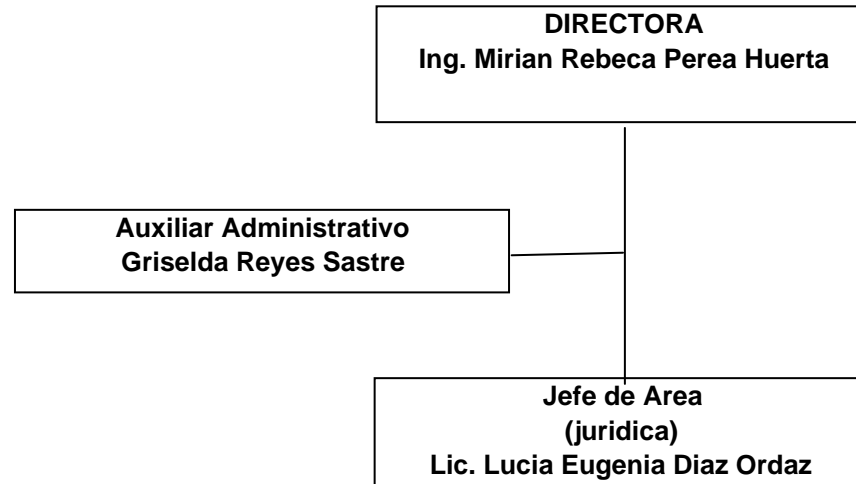 DIRECTORA
Ing. Mirian Rebeca Perea Huerta
Auxiliar Administrativo
Griselda Reyes Sastre
Jefe de Area
(juridica)
Lic. Lucia Eugenia Diaz Ordaz